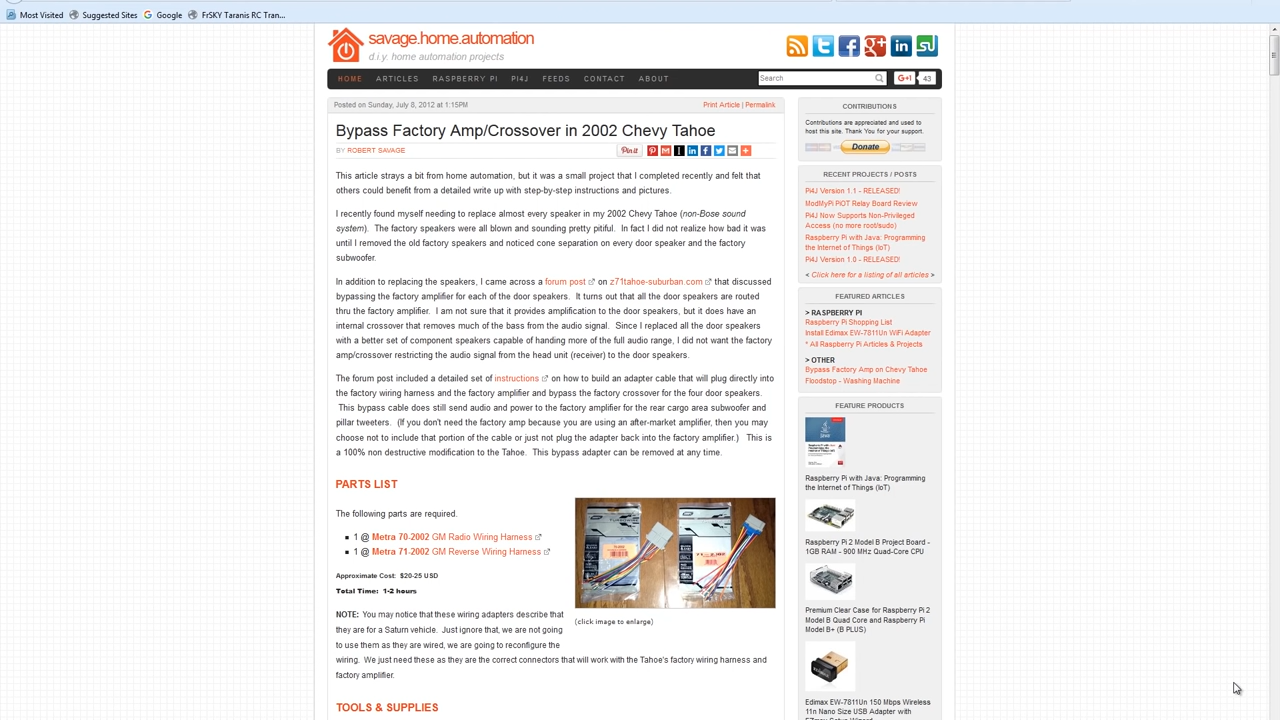 Most Visited Suggested Sites Google FrSKY Taranis RC Tran...
savage.home.automation
d.i.y. home automation projects
HOME ARTICLES RASPBERRY PI PI4J FEEDS CONTACT ABOUT
Search
G+1 43
Posted on Sunday, July 8, 2012 at 1:15PM
Print Article | Permalink
Bypass Factory Amp/Crossover in 2002 Chevy Tahoe
BY ROBERT SAVAGE
Pin it
This article strays a bit from home automation, but it was a small project that I completed recently and felt that
others could benefit from a detailed write up with step-by-step instructions and pictures.
I recently found myself needing to replace almost every speaker in my 2002 Chevy Tahoe (non-Bose sound
system). The factory speakers were all blown and sounding pretty pitiful. In fact I did not realize how bad it was
until I removed the old factory speakers and noticed cone separation on every door speaker and the factory
subwoofer.
In addition to replacing the speakers, I came across a forum post on z71tahoe-suburban.com that discussed
bypassing the factory amplifier for each of the door speakers. It turns out that all the door speakers are routed
thru the factory amplifier. I am not sure that it provides amplification to the door speakers, but it does have an
internal crossover that removes much of the bass from the audio signal. Since I replaced all the door speakers
with a better set of component speakers capable of handing more of the full audio range, I did not want the factory
amp/crossover restricting the audio signal from the head unit (receiver) to the door speakers.
The forum post included a detailed set of instructions on how to build an adapter cable that will plug directly into
the factory wiring harness and the factory amplifier and bypass the factory crossover for the four door speakers.
This bypass cable does still send audio and power to the factory amplifier for the rear cargo area subwoofer and
pillar tweeters. (If you don't need the factory amp because you are using an after-market amplifier, then you may
choose not to include that portion of the cable or just not plug the adapter back into the factory amplifier.) This is
a 100% non destructive modification to the Tahoe. This bypass adapter can be removed at any time.
PARTS LIST
The following parts are required.
1 @ Metra 70-2002 GM Radio Wiring Harness
1 @ Metra 71-2002 GM Reverse Wiring Harness
Approximate Cost: $20-25 USD
Total Time: 1-2 hours
(click image to enlarge)
NOTE: You may notice that these wiring adapters describe that
they are for a Saturn vehicle. Just ignore that, we are not going
to use them as they are wired, we are going to reconfigure the
wiring. We just need these as they are the correct connectors that will work with the Tahoe's factory wiring harness and
factory amplifier.
TOOLS & SUPPLIES
CONTRIBUTIONS
Contributions are appreciated and used to
host this site. Thank You for your support.
Donate
RECENT PROJECTS / POSTS
Pi4J Version 1.1 - RELEASED!
ModMyPi PiOT Relay Board Review
Pi4J Now Supports Non-Privileged
Access (no more root/sudo)
Raspberry Pi with Java: Programming
the Internet of Things (IoT)
Pi4J Version 1.0 - RELEASED!
< Click here for a listing of all articles >
FEATURED ARTICLES
> RASPBERRY PI
Raspberry Pi Shopping List
Install Edimax EW-7811Un WiFi Adapter
* All Raspberry Pi Articles & Projects
> OTHER
Bypass Factory Amp on Chevy Tahoe
Floodstop - Washing Machine
FEATURE PRODUCTS
Raspberry Pi with Java: Programming
the Internet of Things (IoT)
Raspberry Pi 2 Model B Project Board -
1GB RAM - 900 MHz Quad-Core CPU
Premium Clear Case for Raspberry Pi 2
Model B Quad Core and Raspberry Pi
Model B+ (B PLUS)
Edimax EW-7811Un 150 Mbps Wireless
11n Nano Size USB Adapter with